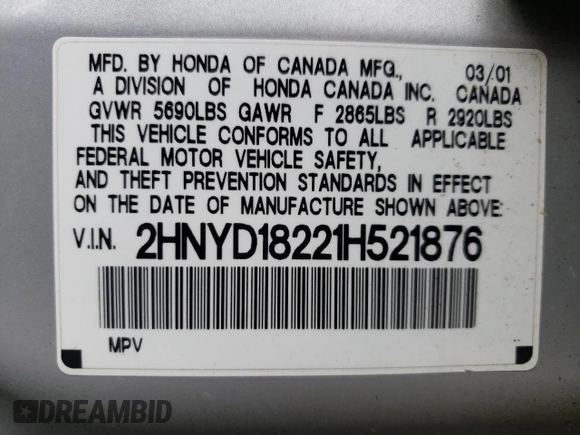 MFD. BY HONDA OF CANADA MFG., 03/01
A DIVISION OF HONDA CANADA INC. CANADA
GVWR 5690LBS GAWR F 2865LBS R 2920LBS
THIS VEHICLE CONFORMS TO ALL APPLICABLE
FEDERAL MOTOR VEHICLE SAFETY,
AND THEFT PREVENTION STANDARDS IN EFFECT
ON THE DATE OF MANUFACTURE SHOWN ABOVE:
V.I.N. 2HNYD18221H521876
MPV
DREAMBID